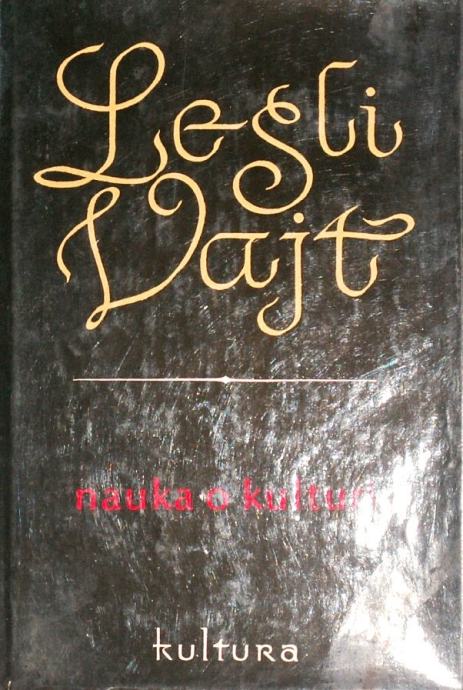 Lesli
Vajt
nauka o kulturi
kultura